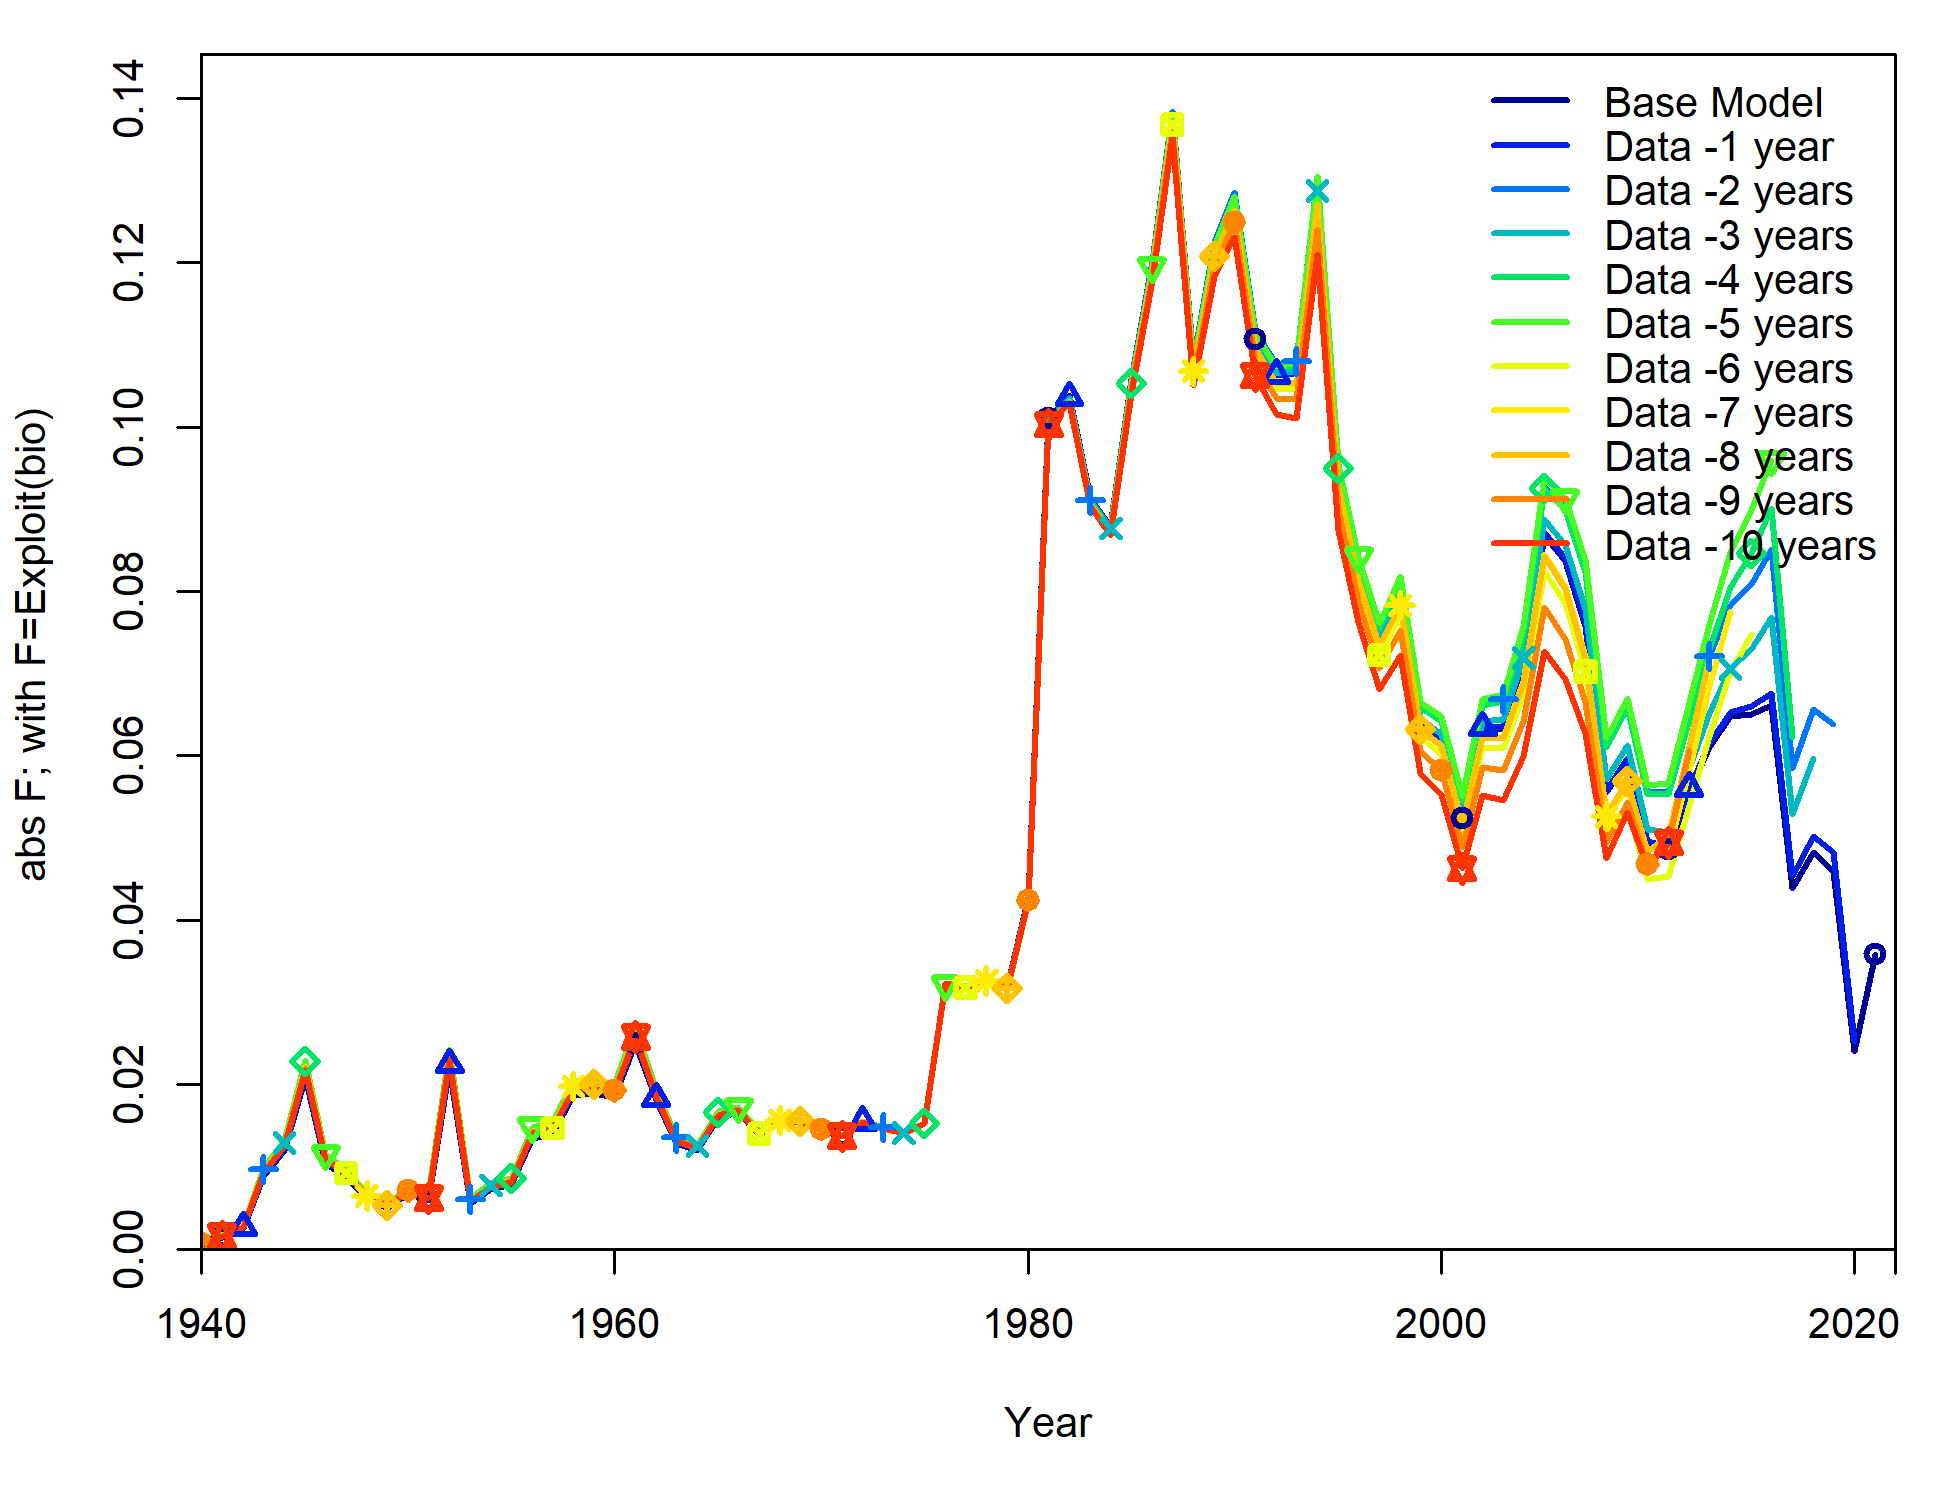 0.14
0.12
0.10
0.08
0.06
0.04
0.02
0.00
abs F; with F=Exploit(bio)
Base Model
Data -1 year
Data -2 years
Data -3 years
Data -4 years
Data -5 years
Data -6 years
Data -7 years
Data -8 years
Data -9 years
Data -10 years
1940
1960
1980
2000
2020
Year